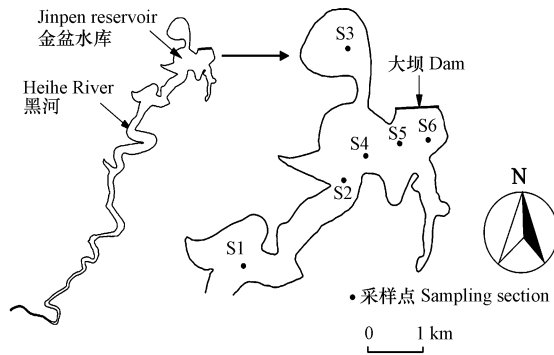 Jinpen reservoir
金盆水库
Heihe River
黑河
S3
大坝 Dam
S4
S5
S6
S2
S1
N
• 采样点 Sampling section
0 1 km